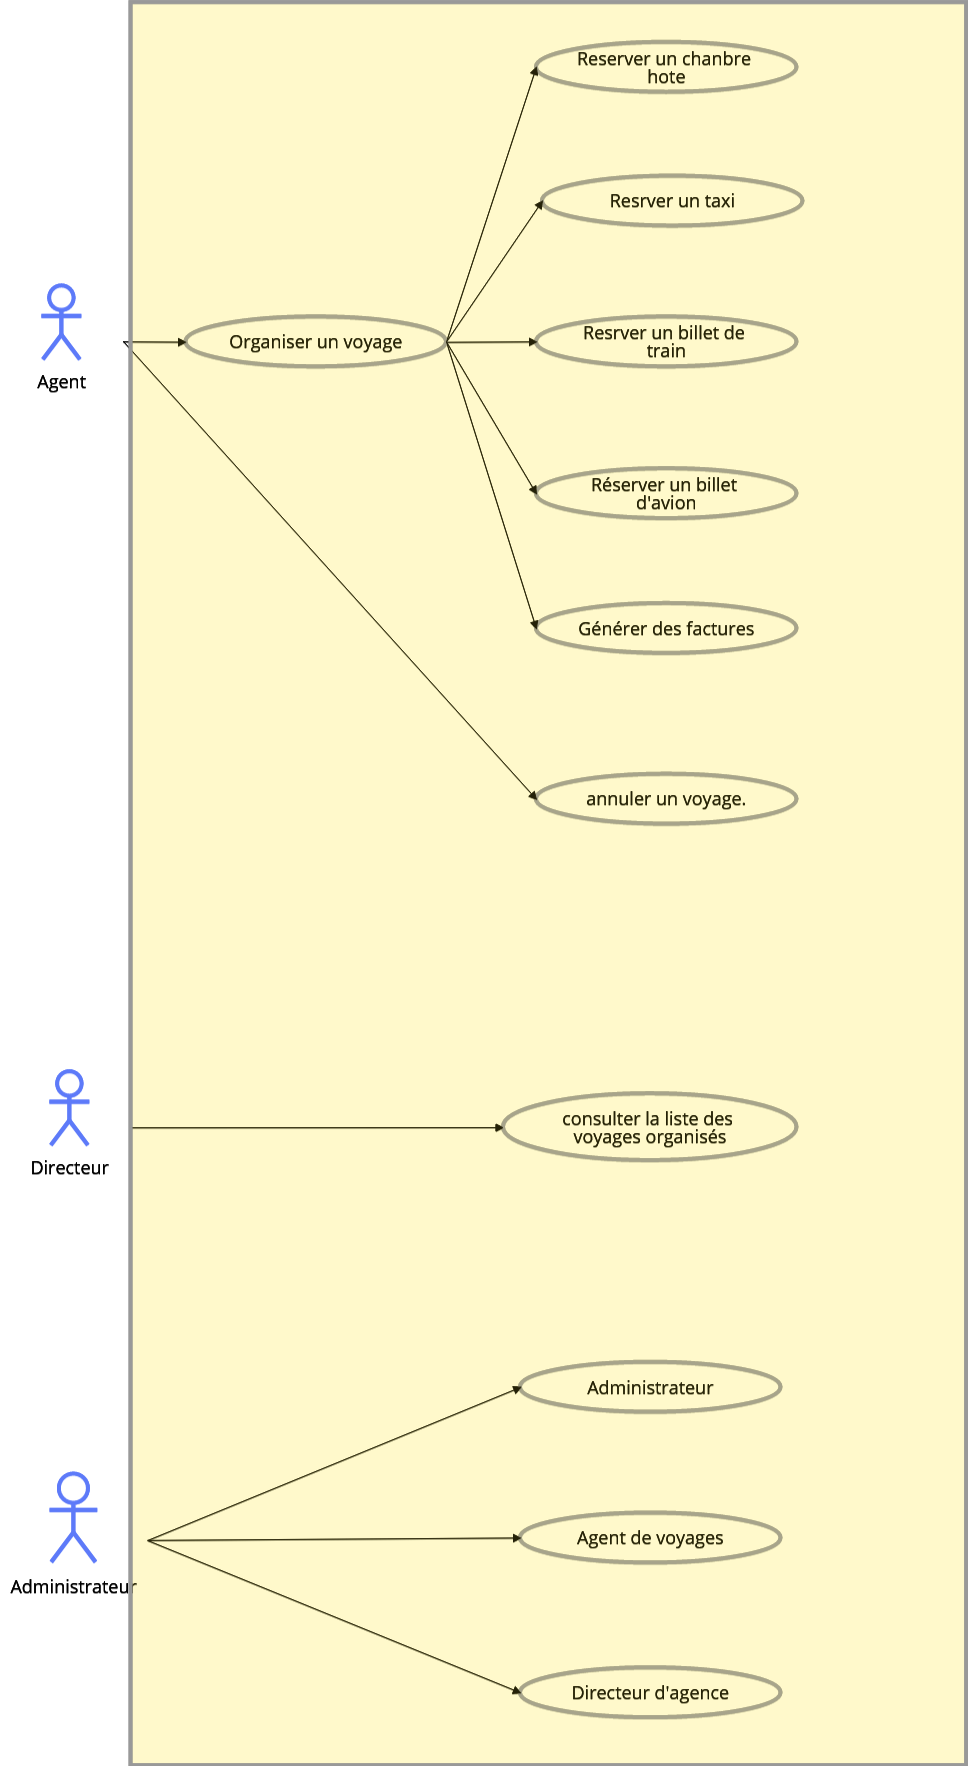 Reserver un chanbre
hote
Resrver un taxi
Organiser un voyage
Resrver un billet de
train
Agent
Réserver un billet
d'avion
Générer des factures
annuler un voyage.
consulter la liste des
voyages organisés
Directeur
Administrateur
Agent de voyages
Administrateur
Directeur d'agence